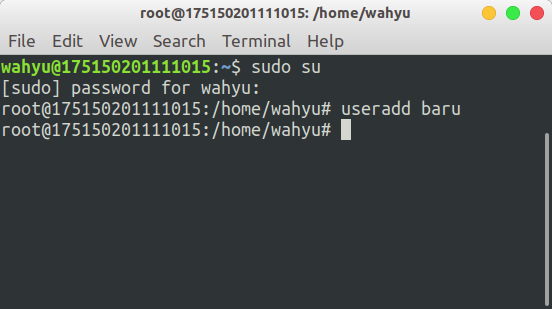 root@175150201111015: /home/wahyu
File Edit View Search Terminal Help
wahyu@175150201111015:~$ sudo su
[sudo] password for wahyu:
root@175150201111015:/home/wahyu# useradd baru
root@175150201111015:/home/wahyu#